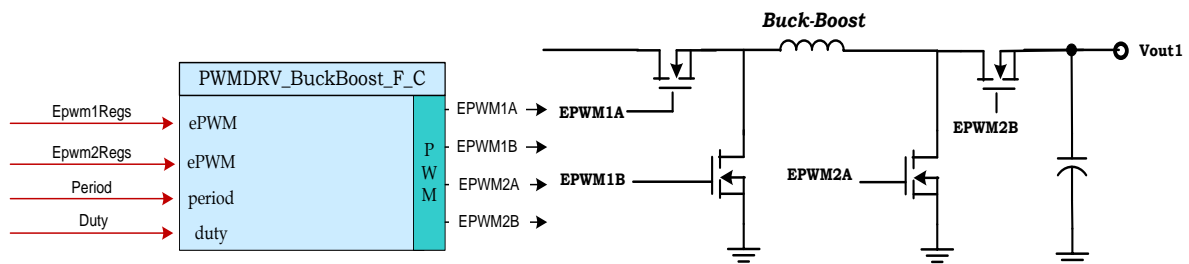 Buck-Boost
PWMDRV_BuckBoost_F_C
Epwm1Regs
ePWM
Epwm2Regs
ePWM
Period
period
Duty
duty
P
W
M
EPWM1A
EPWM1B
EPWM2A
EPWM2B
EPWM1A
EPWM1B
EPWM2A
EPWM2B
Vout1